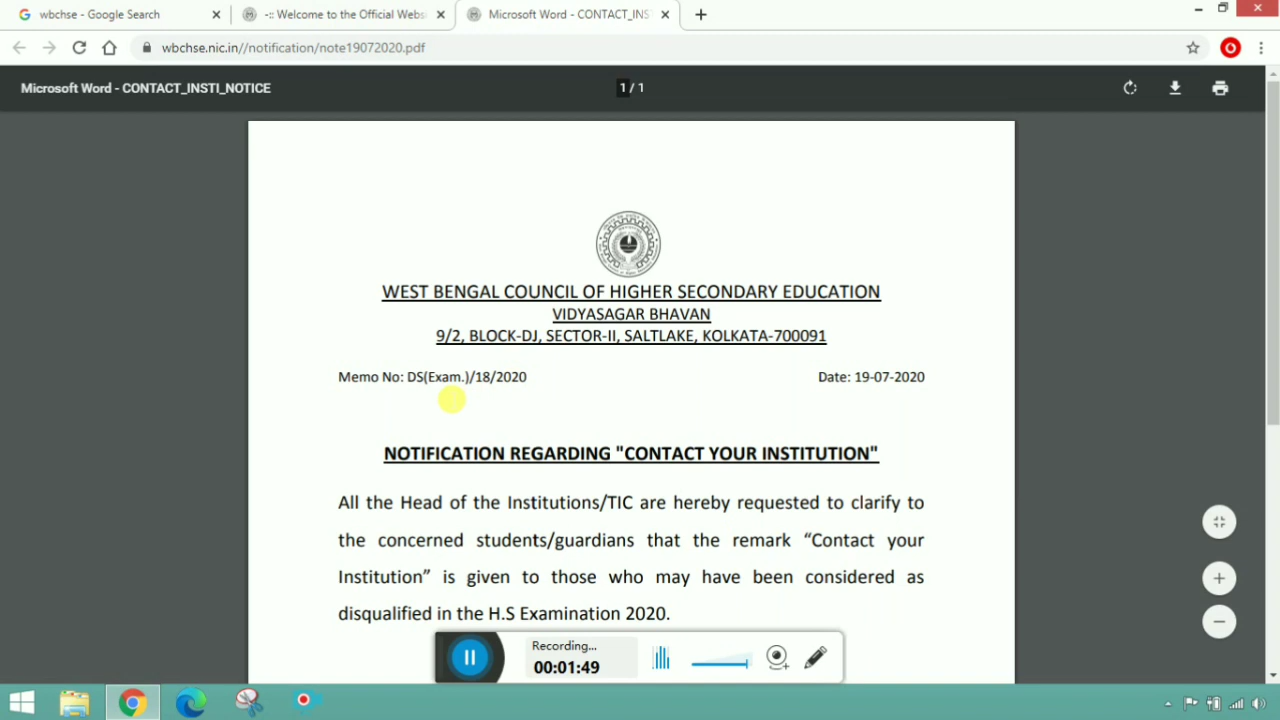 wbchse - Google Search
-:: Welcome to the Official Websi
Microsoft Word - CONTACT_INST
wbchse.nic.in//notification/note19072020.pdf
Microsoft Word - CONTACT_INSTI_NOTICE
1 / 1
WEST BENGAL COUNCIL OF HIGHER SECONDARY EDUCATION
VIDYASAGAR BHAVAN
9/2, BLOCK-DJ, SECTOR-II, SALTLAKE, KOLKATA-700091
Memo No: DS(Exam.)/18/2020 Date: 19-07-2020
NOTIFICATION REGARDING "CONTACT YOUR INSTITUTION"
All the Head of the Institutions/TIC are hereby requested to clarify to
the concerned students/guardians that the remark “Contact your
Institution” is given to those who may have been considered as
disqualified in the H.S Examination 2020.
Recording...
00:01:49